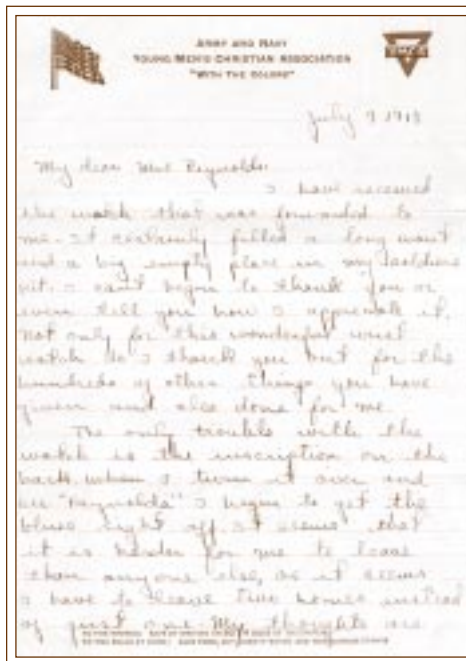 ARMY AND NAVY
YOUNG MEN'S CHRISTIAN ASSOCIATION
"WITH THE COLORS"
July 9 1918
My dear Mrs Reynolds:
I have received
the watch that was forwarded to
me. It certainly filled a long want
and a big empty place in my soldiers
kit. I can't begin to thank you or
even tell you how I appreciate it.
Not only for this wonderful wrist
watch do I thank you but for the
hundreds of other things you have
given and also done for me.
The only trouble with the
watch is the inscription on the
back. When I turn it over and
see "Reynolds" I begin to get the
blues right off. It seems that
it is harder for me to leave
than anyone else, as it seems
I have to leave two homes instead
of just one. My thoughts are